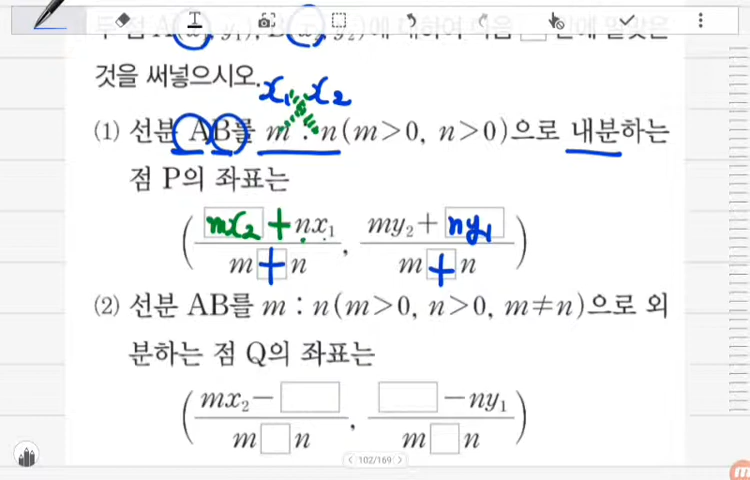 것을 써넣으시오.
x₁ x₂
(1) 선분 AB를 m : n(m>0, n>0)으로 내분하는
점 P의 좌표는
( (mx₂ + nx₁)/(m + n), (my₂ + ny₁)/(m + n) )
(2) 선분 AB를 m : n(m>0, n>0, m≠n)으로 외
분하는 점 Q의 좌표는
( (mx₂ − □)/(m □ n), (□ − ny₁)/(m □ n) )
102/169